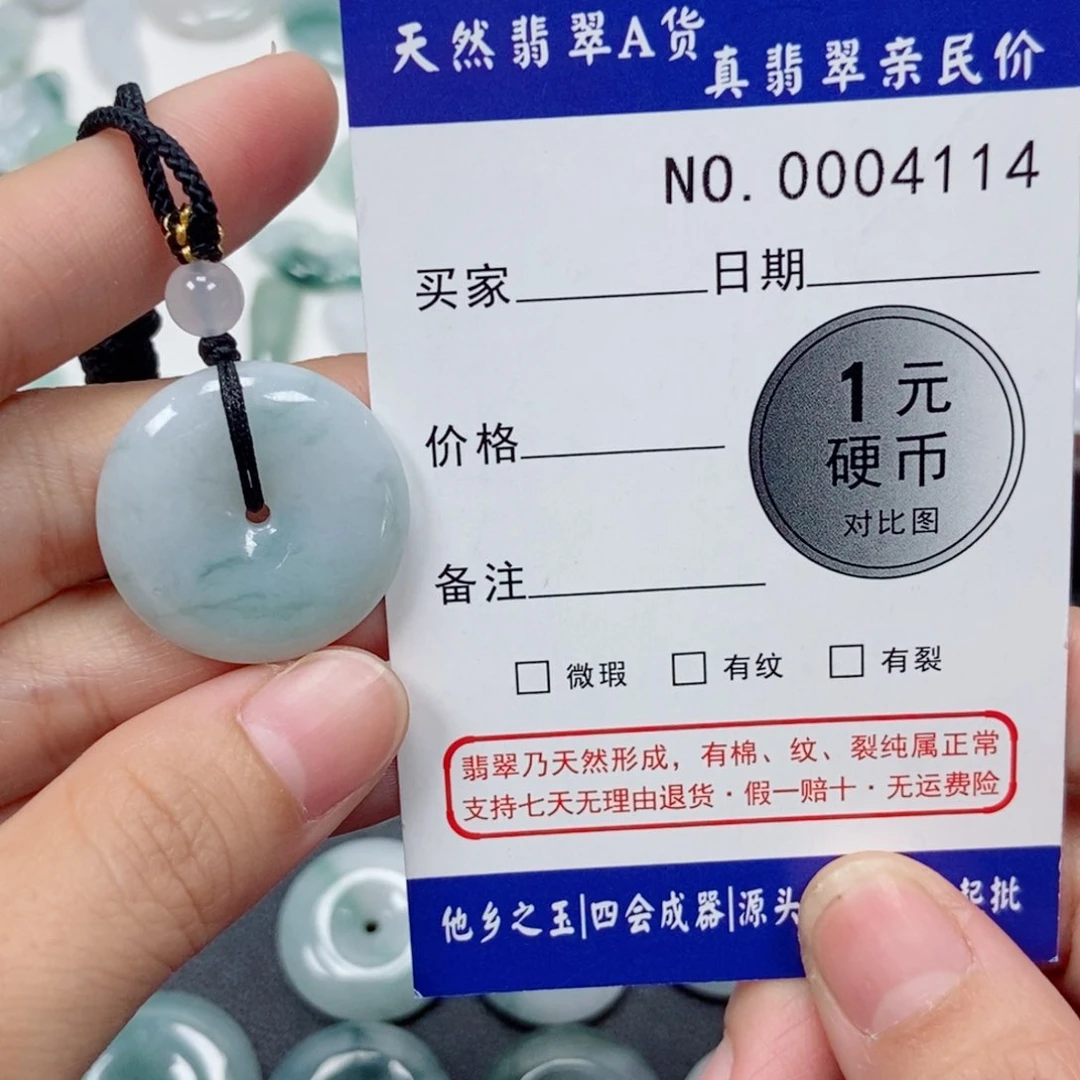 天然翡翠A货
真翡翠亲民价
NO. 0004114
买家
日期
1元
硬币
对比图
价格
备注
微瑕
有纹
有裂
翡翠乃天然形成，有棉、纹、裂纯属正常
支持七天无理由退货·假一赔十·无运费险
他乡之玉|四会成器|源头
起批